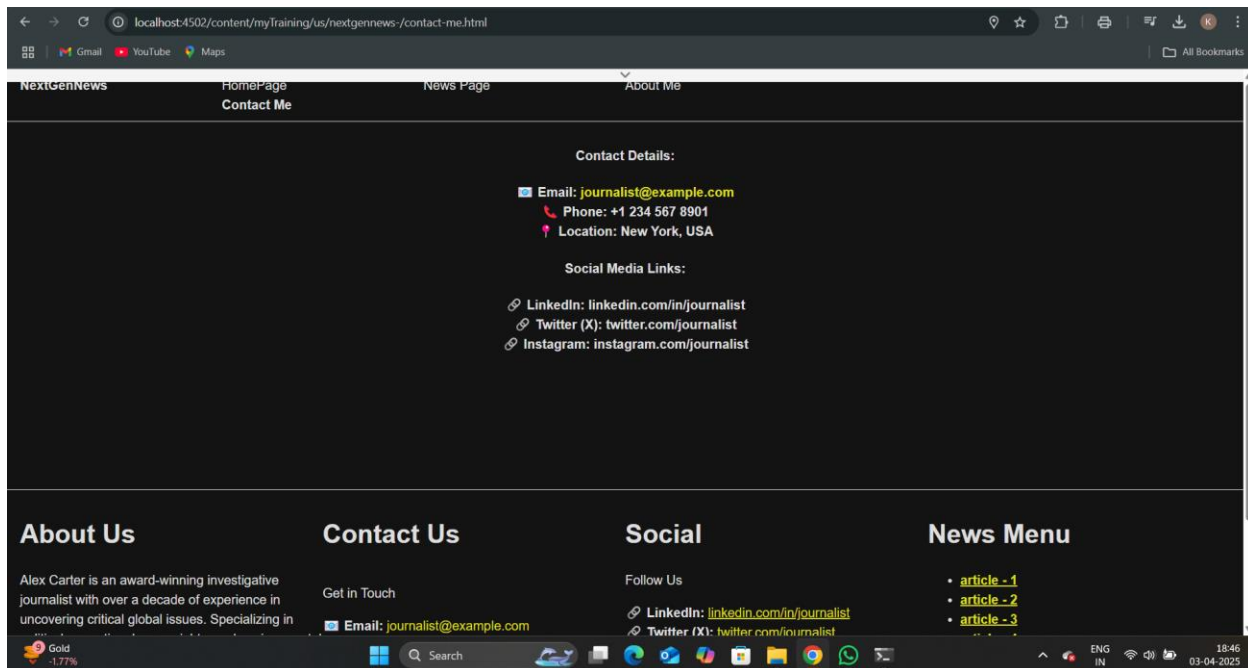 localhost:4502/content/myTraining/us/nextgennews-/contact-me.html
K
Gmail YouTube Maps
All Bookmarks
NextGenNews HomePage News Page About Me
Contact Me
Contact Details:
Email: journalist@example.com
Phone: +1 234 567 8901
Location: New York, USA
Social Media Links:
LinkedIn: linkedin.com/in/journalist
Twitter (X): twitter.com/journalist
Instagram: instagram.com/journalist
About Us
Alex Carter is an award-winning investigative
journalist with over a decade of experience in
uncovering critical global issues. Specializing in
Contact Us
Get in Touch
Email: journalist@example.com
Social
Follow Us
LinkedIn: linkedin.com/in/journalist
Twitter (X): twitter.com/journalist
News Menu
• article - 1
• article - 2
• article - 3
9
Gold
-1.77%
Search
ENG
IN
18:46
03-04-2025